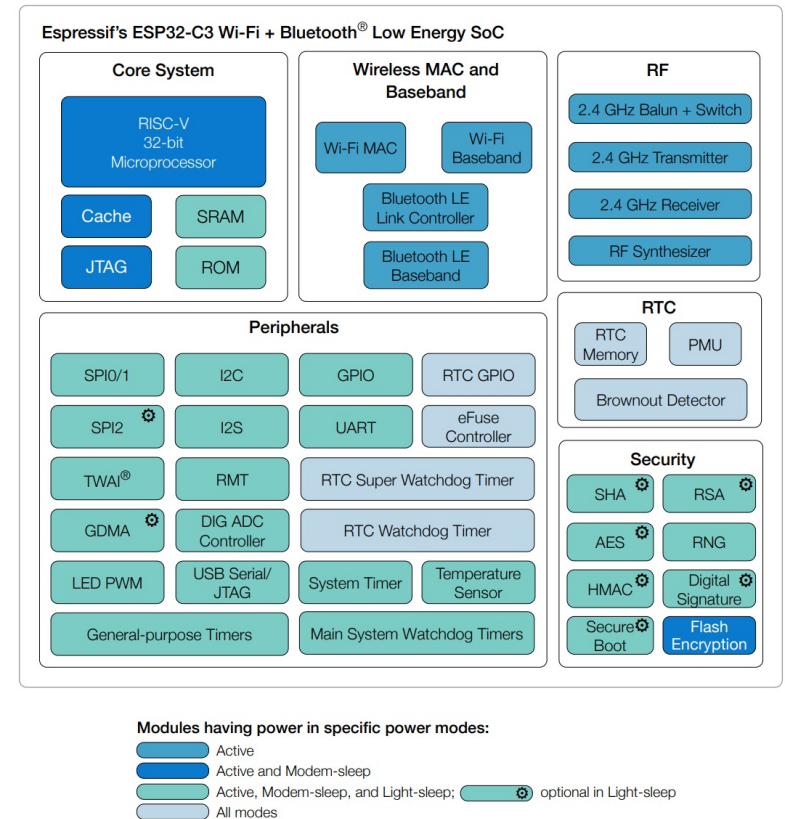 Espressif's ESP32-C3 Wi-Fi + Bluetooth® Low Energy SoC
Core System
RISC-V
32-bit
Microprocessor
Cache
SRAM
JTAG
ROM
Wireless MAC and
Baseband
Wi-Fi MAC
Wi-Fi
Baseband
Bluetooth LE
Link Controller
Bluetooth LE
Baseband
RF
2.4 GHz Balun + Switch
2.4 GHz Transmitter
2.4 GHz Receiver
RF Synthesizer
RTC
RTC
Memory
PMU
Brownout Detector
Peripherals
SPI0/1
I2C
GPIO
RTC GPIO
SPI2
I2S
UART
eFuse
Controller
TWAI®
RMT
RTC Super Watchdog Timer
GDMA
DIG ADC
Controller
RTC Watchdog Timer
LED PWM
USB Serial/
JTAG
System Timer
Temperature
Sensor
General-purpose Timers
Main System Watchdog Timers
Security
SHA
RSA
AES
RNG
HMAC
Digital
Signature
Secure
Boot
Flash
Encryption
Modules having power in specific power modes:
Active
Active and Modem-sleep
Active, Modem-sleep, and Light-sleep; optional in Light-sleep
All modes